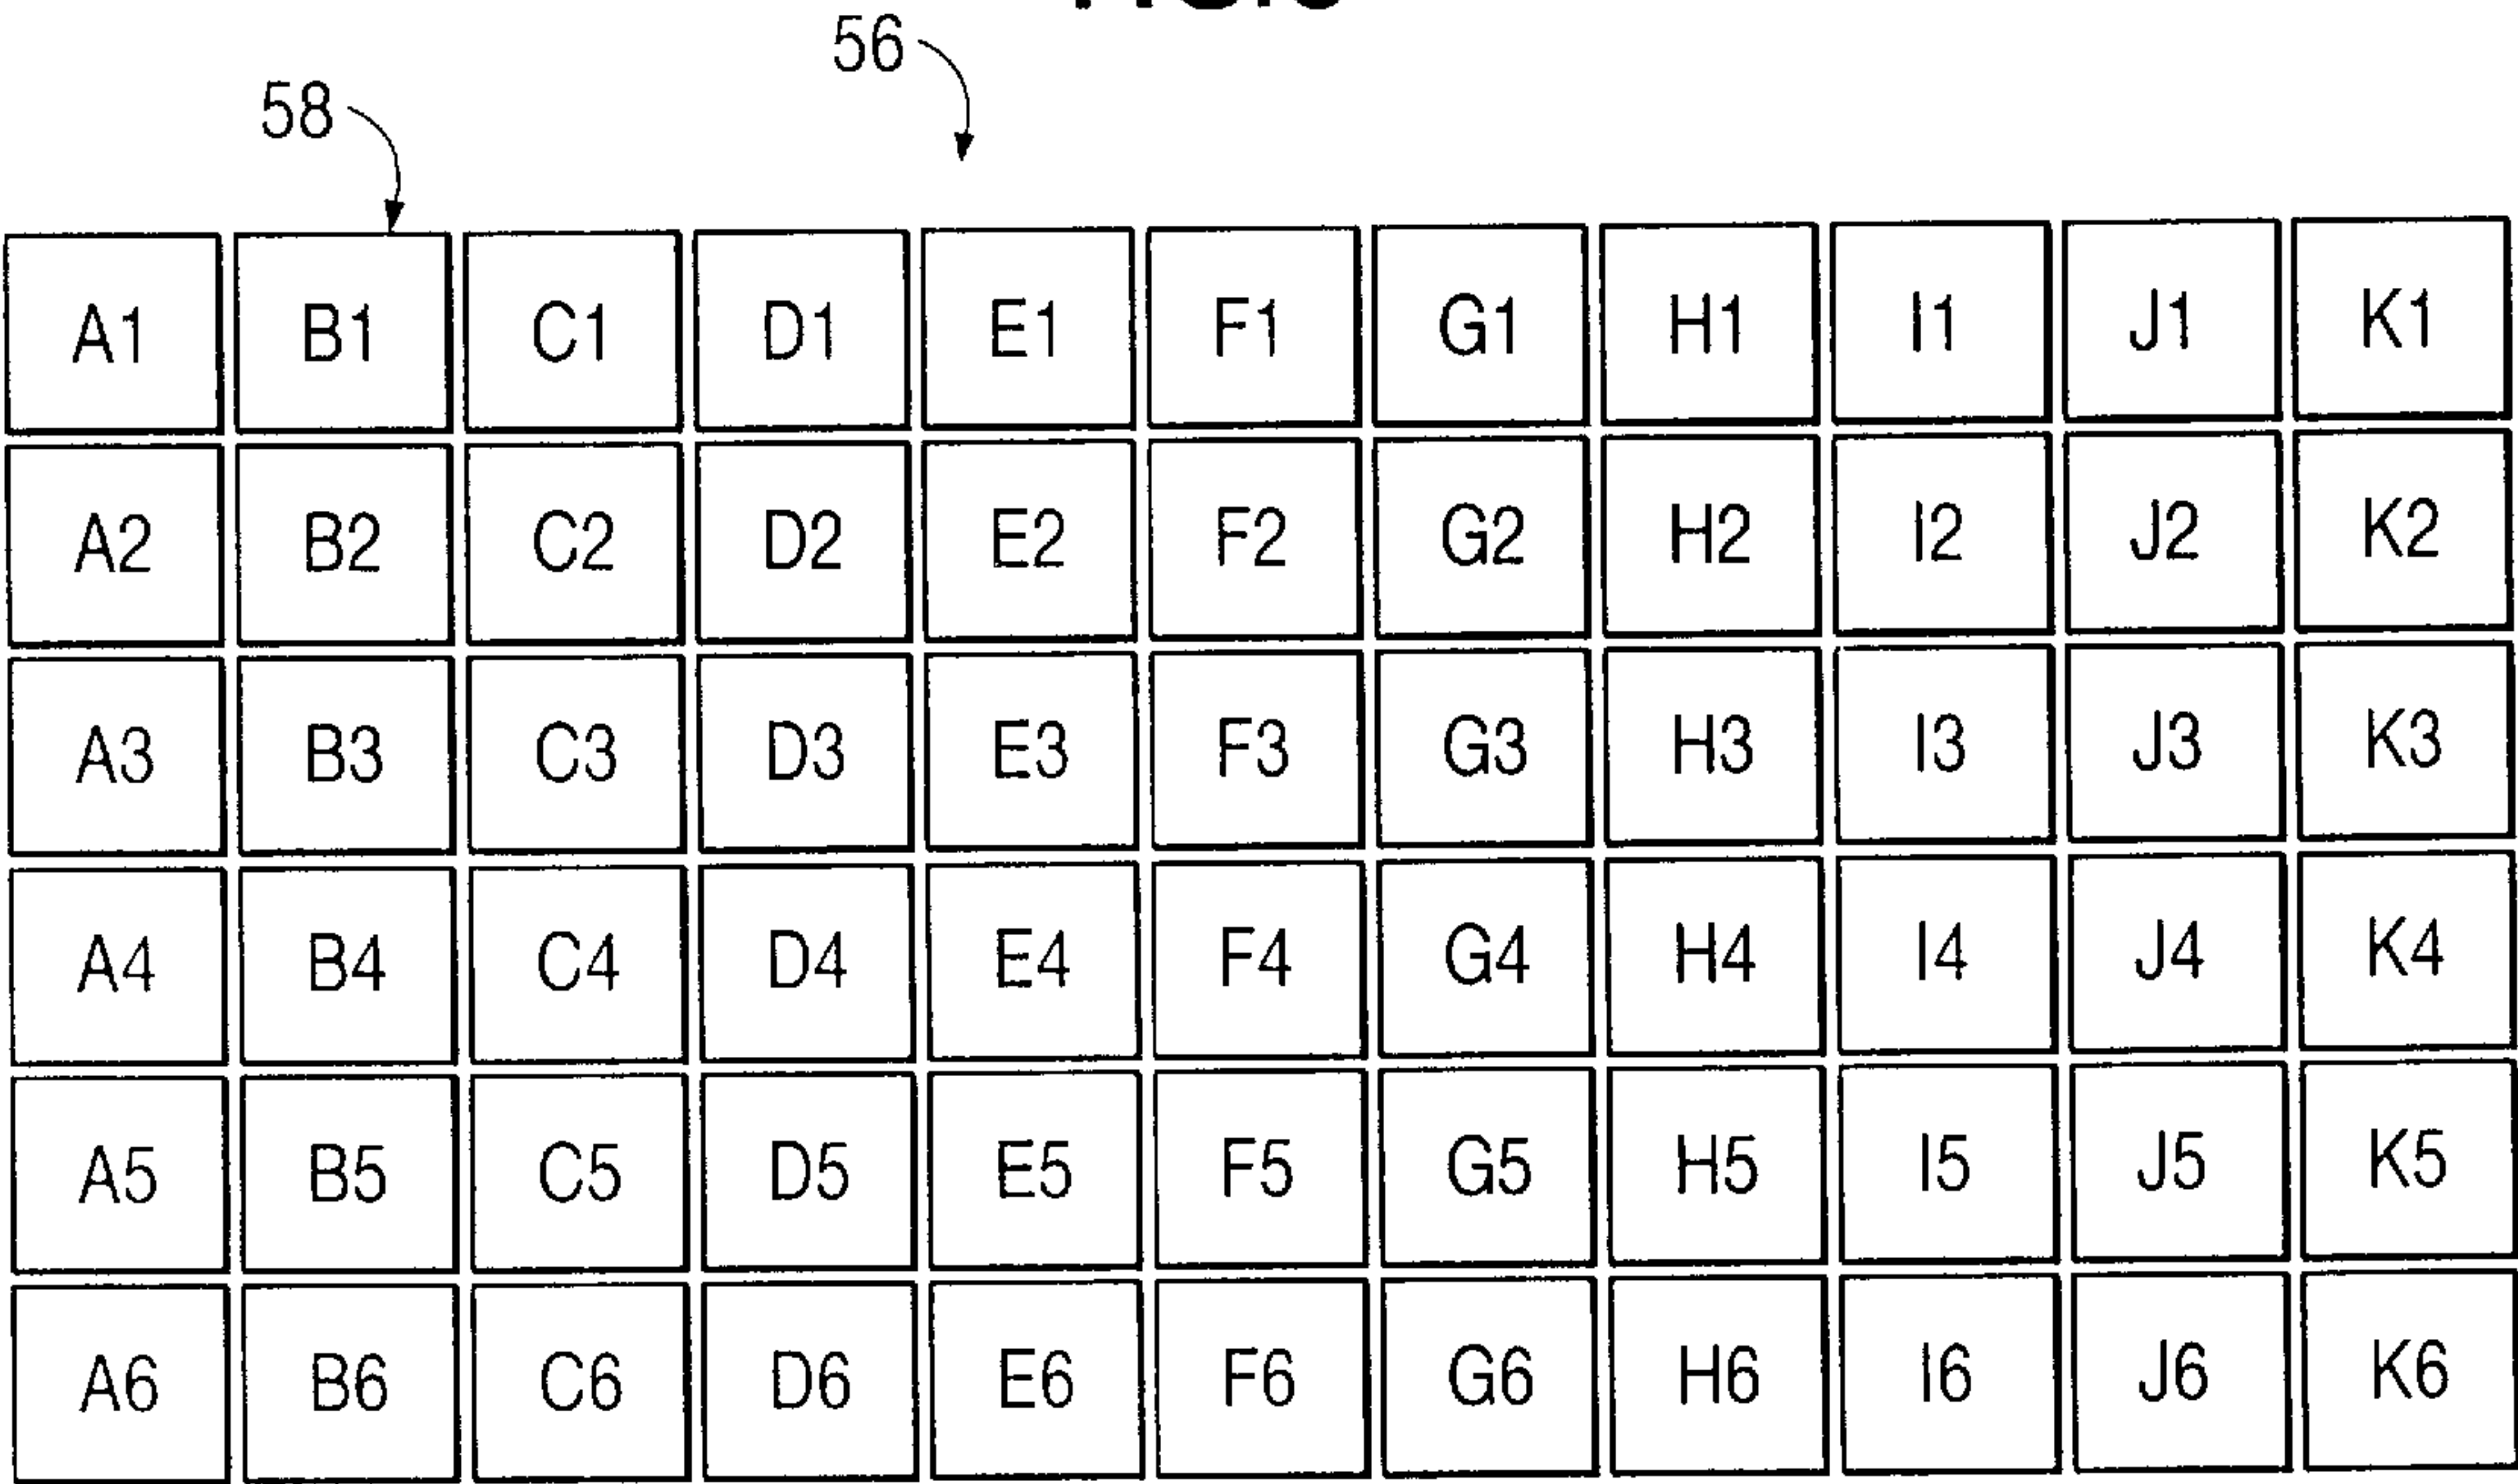 56
58
A1 B1 C1 D1 E1 F1 G1 H1 I1 J1 K1
A2 B2 C2 D2 E2 F2 G2 H2 I2 J2 K2
A3 B3 C3 D3 E3 F3 G3 H3 I3 J3 K3
A4 B4 C4 D4 E4 F4 G4 H4 I4 J4 K4
A5 B5 C5 D5 E5 F5 G5 H5 I5 J5 K5
A6 B6 C6 D6 E6 F6 G6 H6 I6 J6 K6